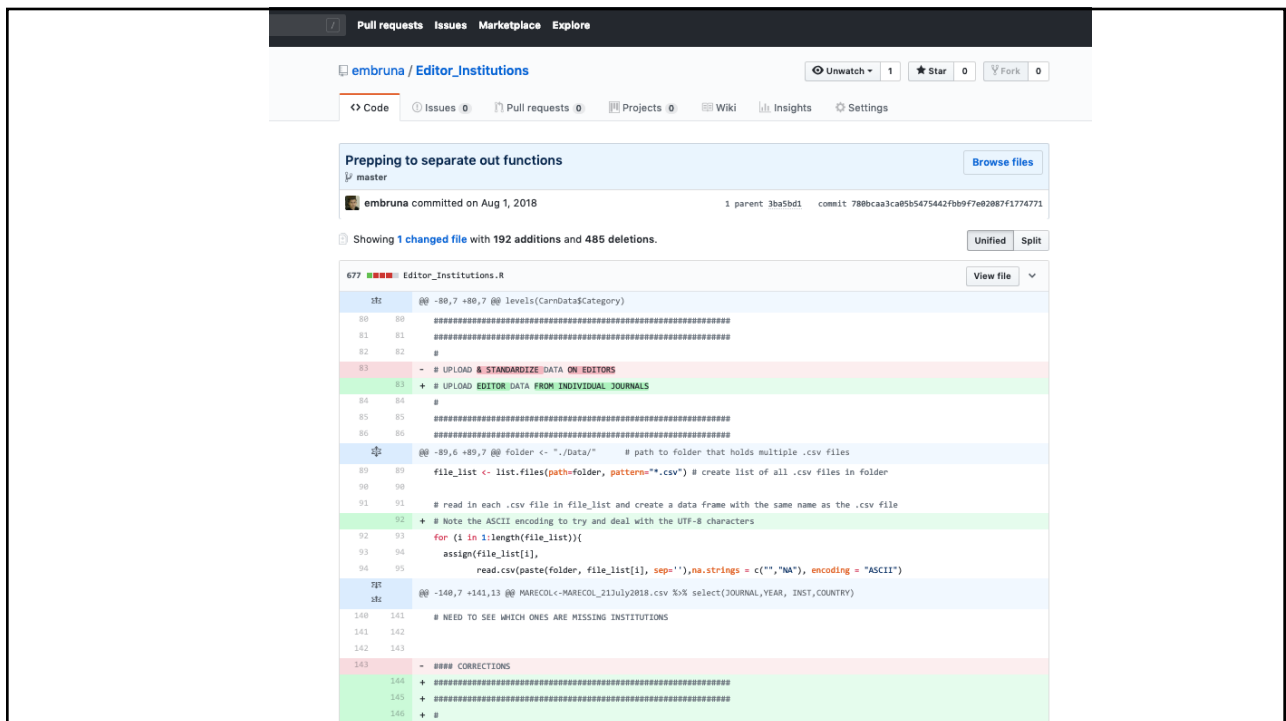 / Pull requests Issues Marketplace Explore
embruna / Editor_Institutions Unwatch 1 Star 0 Fork 0
<> Code Issues 0 Pull requests 0 Projects 0 Wiki Insights Settings
Prepping to separate out functions Browse files
master
embruna committed on Aug 1, 2018 1 parent 3ba5bd1 commit 780bcaa3ca05b5475442fbb9f7e02087f1774771
Showing 1 changed file with 192 additions and 485 deletions. Unified Split
677 Editor_Institutions.R View file
@@ -80,7 +80,7 @@ levels(CarnData$Category)
80 80 ##############################################################
81 81 ##############################################################
82 82 #
83 - # UPLOAD & STANDARDIZE DATA ON EDITORS
83 + # UPLOAD EDITOR DATA FROM INDIVIDUAL JOURNALS
84 84 #
85 85 ##############################################################
86 86 ##############################################################
@@ -89,6 +89,7 @@ folder <- "./Data/" # path to folder that holds multiple .csv files
89 89 file_list <- list.files(path=folder, pattern="*.csv") # create list of all .csv files in folder
90 90
91 91 # read in each .csv file in file_list and create a data frame with the same name as the .csv file
92 + # Note the ASCII encoding to try and deal with the UTF-8 characters
92 93 for (i in 1:length(file_list)){
93 94 assign(file_list[i],
94 95 read.csv(paste(folder, file_list[i], sep=''),na.strings = c("","NA"), encoding = "ASCII")
@@ -140,7 +141,13 @@ MARECOL<-MARECOL_21July2018.csv %>% select(JOURNAL,YEAR, INST,COUNTRY)
140 141 # NEED TO SEE WHICH ONES ARE MISSING INSTITUTIONS
141 142
142 143
143 - #### CORRECTIONS
144 + ##############################################################
145 + ##############################################################
146 + #